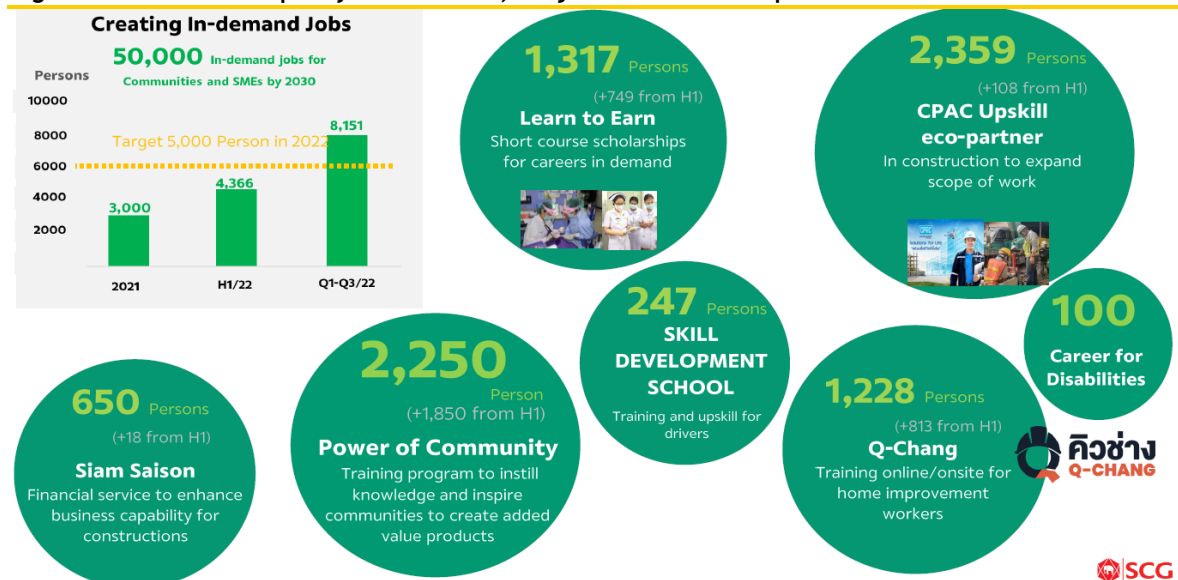 Creating In-demand Jobs
50,000 In-demand jobs for
Communities and SMEs by 2030
Persons
10000
8000
6000
4000
2000
Target 5,000 Person in 2022
3,000
4,366
8,151
2021
H1/22
Q1-Q3/22
1,317 Persons
(+749 from H1)
Learn to Earn
Short course scholarships
for careers in demand
2,359 Persons
(+108 from H1)
CPAC Upskill
eco-partner
In construction to expand
scope of work
CPAC
247 Persons
SKILL
DEVELOPMENT
SCHOOL
Training and upskill for
drivers
100
Career for
Disabilities
650 Persons
(+18 from H1)
Siam Saison
Financial service to enhance
business capability for
constructions
2,250
Person
(+1,850 from H1)
Power of Community
Training program to instill
knowledge and inspire
communities to create added
value products
1,228 Persons
(+813 from H1)
Q-Chang
Training online/onsite for
home improvement
workers
คิวช่าง
Q-CHANG
SCG